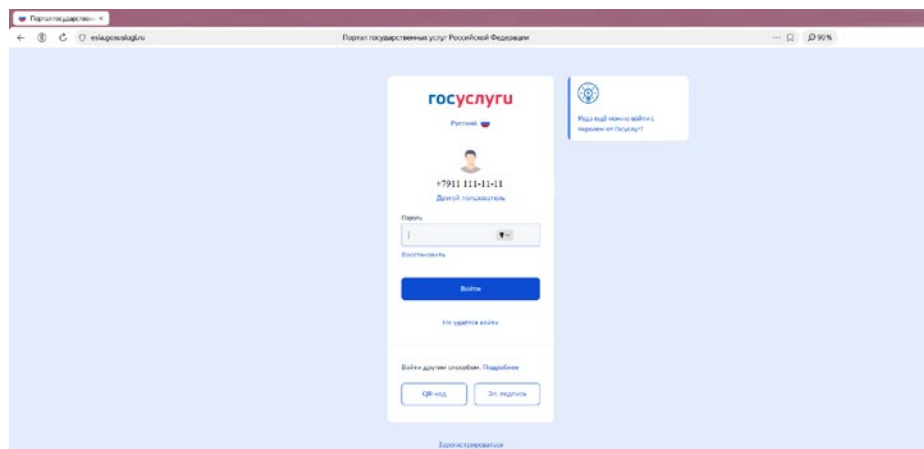 Портал государствен ×
esia.gosuslugi.ru
Портал государственных услуг Российской Федерации
90 %
госуслуги
Русский
Куда ещё можно войти с
паролем от Госуслуг?
+7911 111-11-11
Другой пользователь
Пароль
Восстановить
Войти
Не удаётся войти
Войти другим способом. Подробнее
QR-код
Эл. подпись
Зарегистрироваться